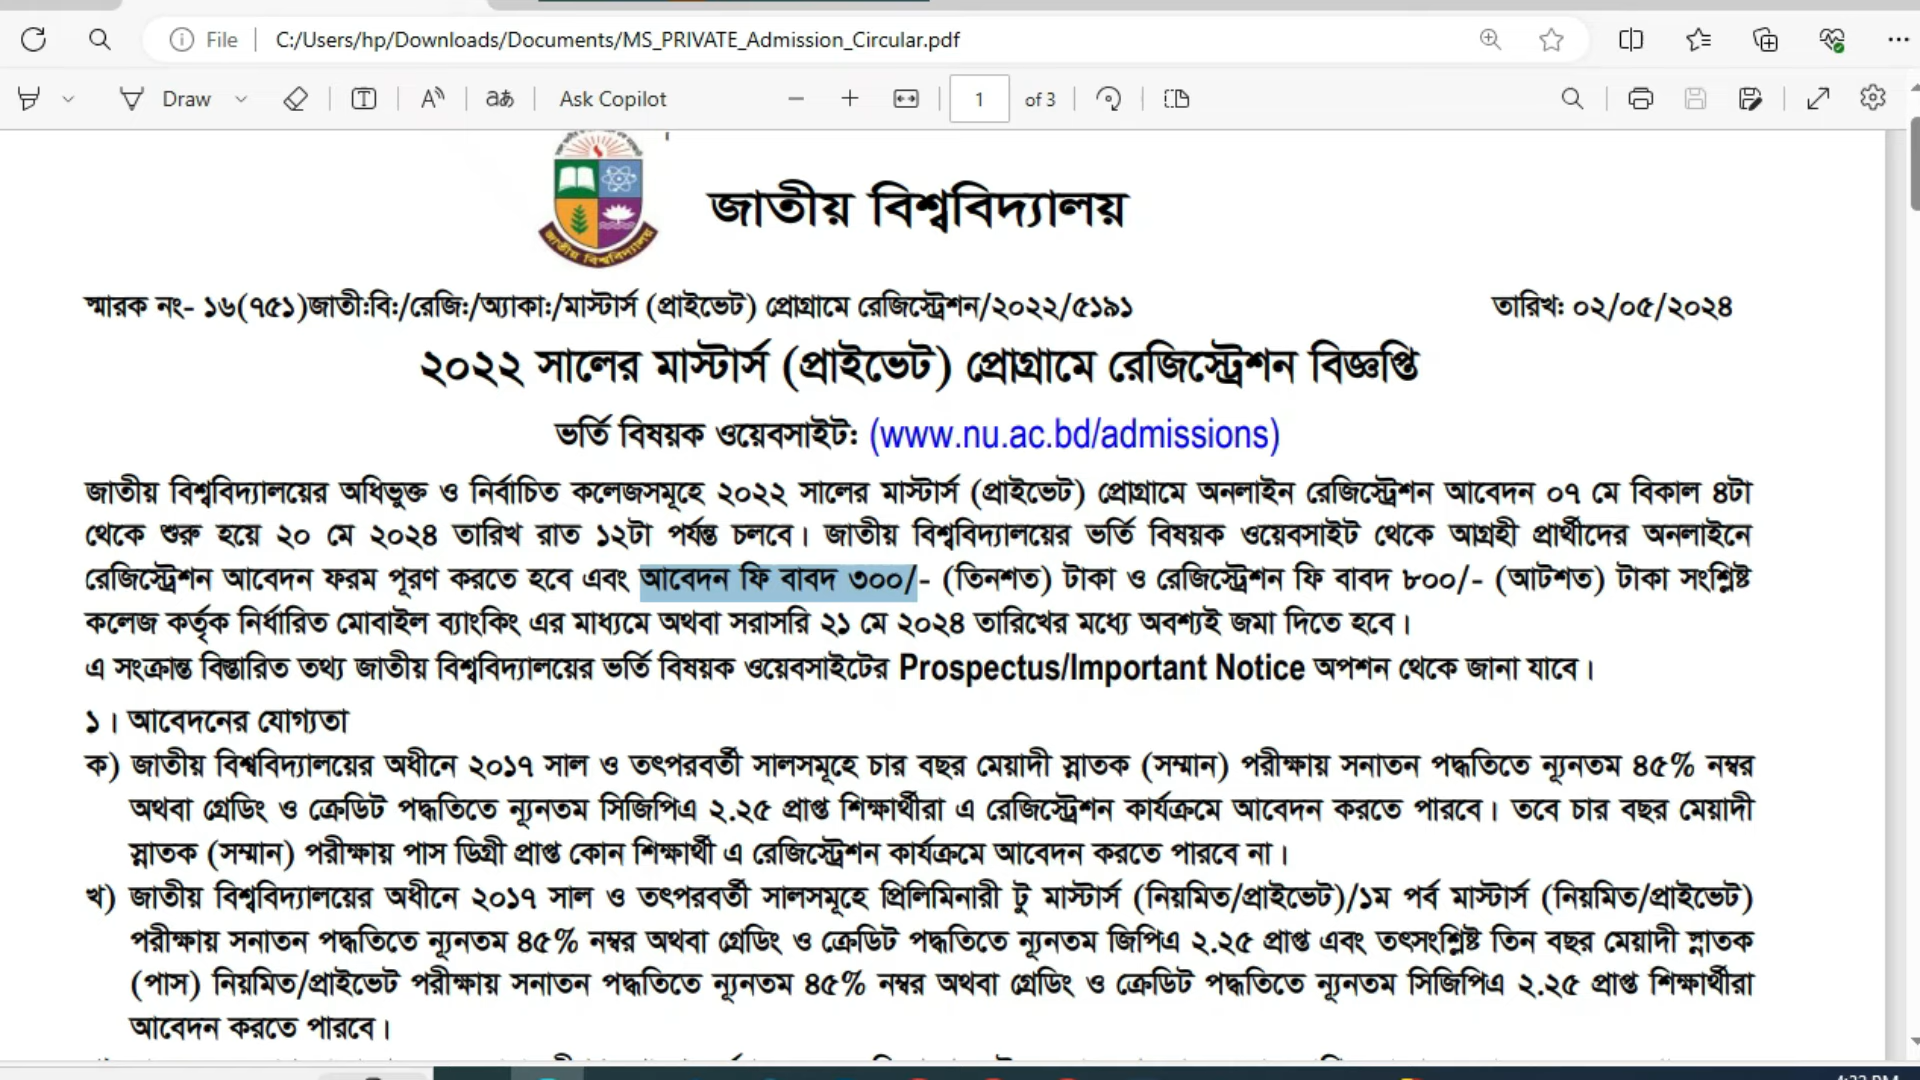 File
C:/Users/hp/Downloads/Documents/MS_PRIVATE_Admission_Circular.pdf
Draw
Ask Copilot
1 of 3
জাতীয় বিশ্ববিদ্যালয়
স্মারক নং- ১৬(৭৫১)জাতী:বি:/রেজি:/অ্যাকা:/মাস্টার্স (প্রাইভেট) প্রোগ্রামে রেজিস্ট্রেশন/২০২২/৫১৯১ তারিখ: ০২/০৫/২০২৪
২০২২ সালের মাস্টার্স (প্রাইভেট) প্রোগ্রামে রেজিস্ট্রেশন বিজ্ঞপ্তি
ভর্তি বিষয়ক ওয়েবসাইট: (www.nu.ac.bd/admissions)
জাতীয় বিশ্ববিদ্যালয়ের অধিভুক্ত ও নির্বাচিত কলেজসমূহে ২০২২ সালের মাস্টার্স (প্রাইভেট) প্রোগ্রামে অনলাইন রেজিস্ট্রেশন আবেদন ০৭ মে বিকাল ৪টা
থেকে শুরু হয়ে ২০ মে ২০২৪ তারিখ রাত ১২টা পর্যন্ত চলবে। জাতীয় বিশ্ববিদ্যালয়ের ভর্তি বিষয়ক ওয়েবসাইট থেকে আগ্রহী প্রার্থীদের অনলাইনে
রেজিস্ট্রেশন আবেদন ফরম পূরণ করতে হবে এবং আবেদন ফি বাবদ ৩০০/- (তিনশত) টাকা ও রেজিস্ট্রেশন ফি বাবদ ৮০০/- (আটশত) টাকা সংশ্লিষ্ট
কলেজ কর্তৃক নির্ধারিত মোবাইল ব্যাংকিং এর মাধ্যমে অথবা সরাসরি ২১ মে ২০২৪ তারিখের মধ্যে অবশ্যই জমা দিতে হবে।
এ সংক্রান্ত বিস্তারিত তথ্য জাতীয় বিশ্ববিদ্যালয়ের ভর্তি বিষয়ক ওয়েবসাইটের Prospectus/Important Notice অপশন থেকে জানা যাবে।
১। আবেদনের যোগ্যতা
ক) জাতীয় বিশ্ববিদ্যালয়ের অধীনে ২০১৭ সাল ও তৎপরবর্তী সালসমূহে চার বছর মেয়াদী স্নাতক (সম্মান) পরীক্ষায় সনাতন পদ্ধতিতে ন্যূনতম ৪৫% নম্বর
অথবা গ্রেডিং ও ক্রেডিট পদ্ধতিতে ন্যূনতম সিজিপিএ ২.২৫ প্রাপ্ত শিক্ষার্থীরা এ রেজিস্ট্রেশন কার্যক্রমে আবেদন করতে পারবে। তবে চার বছর মেয়াদী
স্নাতক (সম্মান) পরীক্ষায় পাস ডিগ্রী প্রাপ্ত কোন শিক্ষার্থী এ রেজিস্ট্রেশন কার্যক্রমে আবেদন করতে পারবে না।
খ) জাতীয় বিশ্ববিদ্যালয়ের অধীনে ২০১৭ সাল ও তৎপরবর্তী সালসমূহে প্রিলিমিনারী টু মাস্টার্স (নিয়মিত/প্রাইভেট)/১ম পর্ব মাস্টার্স (নিয়মিত/প্রাইভেট)
পরীক্ষায় সনাতন পদ্ধতিতে ন্যূনতম ৪৫% নম্বর অথবা গ্রেডিং ও ক্রেডিট পদ্ধতিতে ন্যূনতম জিপিএ ২.২৫ প্রাপ্ত এবং তৎসংশ্লিষ্ট তিন বছর মেয়াদী স্নাতক
(পাস) নিয়মিত/প্রাইভেট পরীক্ষায় সনাতন পদ্ধতিতে ন্যূনতম ৪৫% নম্বর অথবা গ্রেডিং ও ক্রেডিট পদ্ধতিতে ন্যূনতম সিজিপিএ ২.২৫ প্রাপ্ত শিক্ষার্থীরা
আবেদন করতে পারবে।